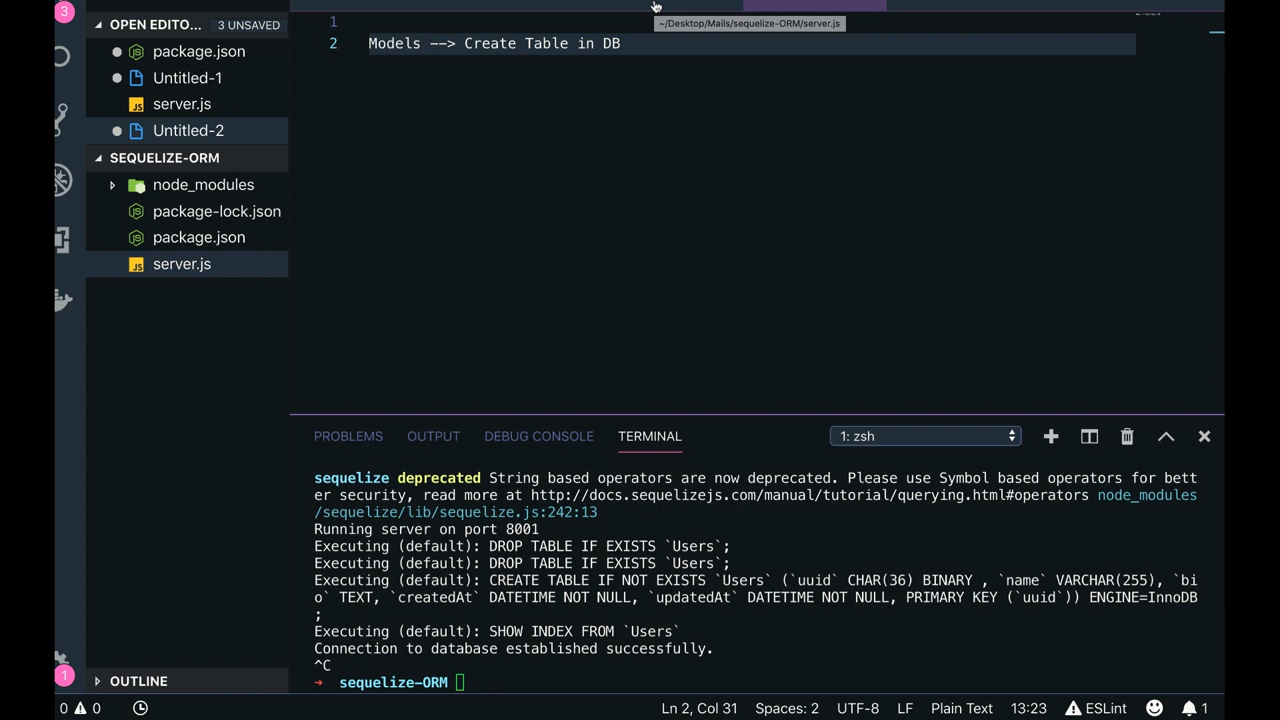 3
OPEN EDITO... 3 UNSAVED
package.json
Untitled-1
JS server.js
Untitled-2
SEQUELIZE-ORM
node_modules
package-lock.json
package.json
JS server.js
OUTLINE
1
~/Desktop/Mails/sequelize-ORM/server.js
1
2 Models --> Create Table in DB
PROBLEMS OUTPUT DEBUG CONSOLE TERMINAL 1: zsh
sequelize deprecated String based operators are now deprecated. Please use Symbol based operators for bett
er security, read more at http://docs.sequelizejs.com/manual/tutorial/querying.html#operators node_modules
/sequelize/lib/sequelize.js:242:13
Running server on port 8001
Executing (default): DROP TABLE IF EXISTS `Users`;
Executing (default): DROP TABLE IF EXISTS `Users`;
Executing (default): CREATE TABLE IF NOT EXISTS `Users` (`uuid` CHAR(36) BINARY , `name` VARCHAR(255), `bi
o` TEXT, `createdAt` DATETIME NOT NULL, `updatedAt` DATETIME NOT NULL, PRIMARY KEY (`uuid`)) ENGINE=InnoDB
;
Executing (default): SHOW INDEX FROM `Users`
Connection to database established successfully.
^C
→ sequelize-ORM
0 0 Ln 2, Col 31 Spaces: 2 UTF-8 LF Plain Text 13:23 ESLint 1